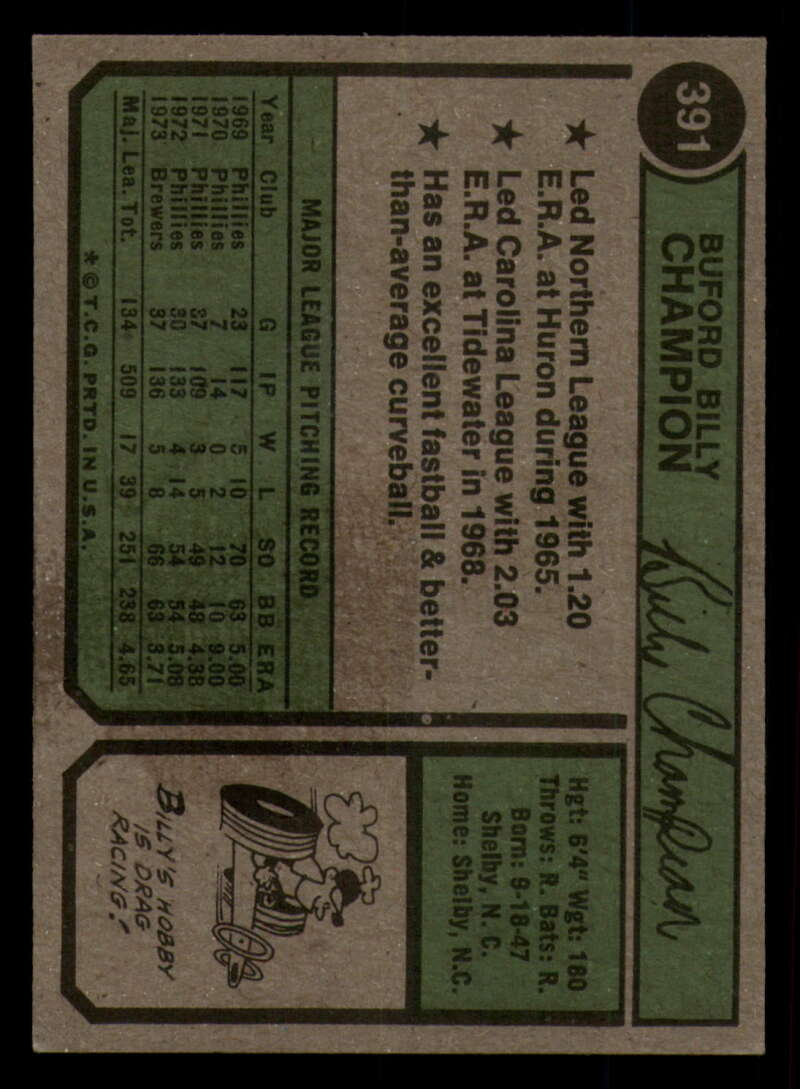 391
BUFORD BILLY
CHAMPION
Billy Champion
★ Led Northern League with 1.20
E.R.A. at Huron during 1965.
★ Led Carolina League with 2.03
E.R.A. at Tidewater in 1968.
★ Has an excellent fastball & better-
than-average curveball.
MAJOR LEAGUE PITCHING RECORD
Year Club G IP W L SO BB ERA
1969 Phillies 23 117 5 10 70 63 5.00
1970 Phillies 7 14 0 2 12 10 9.00
1971 Phillies 37 109 3 5 49 48 4.38
1972 Phillies 30 133 4 14 54 54 5.08
1973 Brewers 37 136 5 8 66 63 3.71
Maj. Lea. Tot. 134 509 17 39 251 238 4.65
* © T.C.G. PRTD. IN U.S.A.
Hgt: 6'4" Wgt: 180
Throws: R. Bats: R.
Born: 9-18-47
Shelby, N.C.
Home: Shelby, N.C.
BILLY'S HOBBY
IS DRAG
RACING!